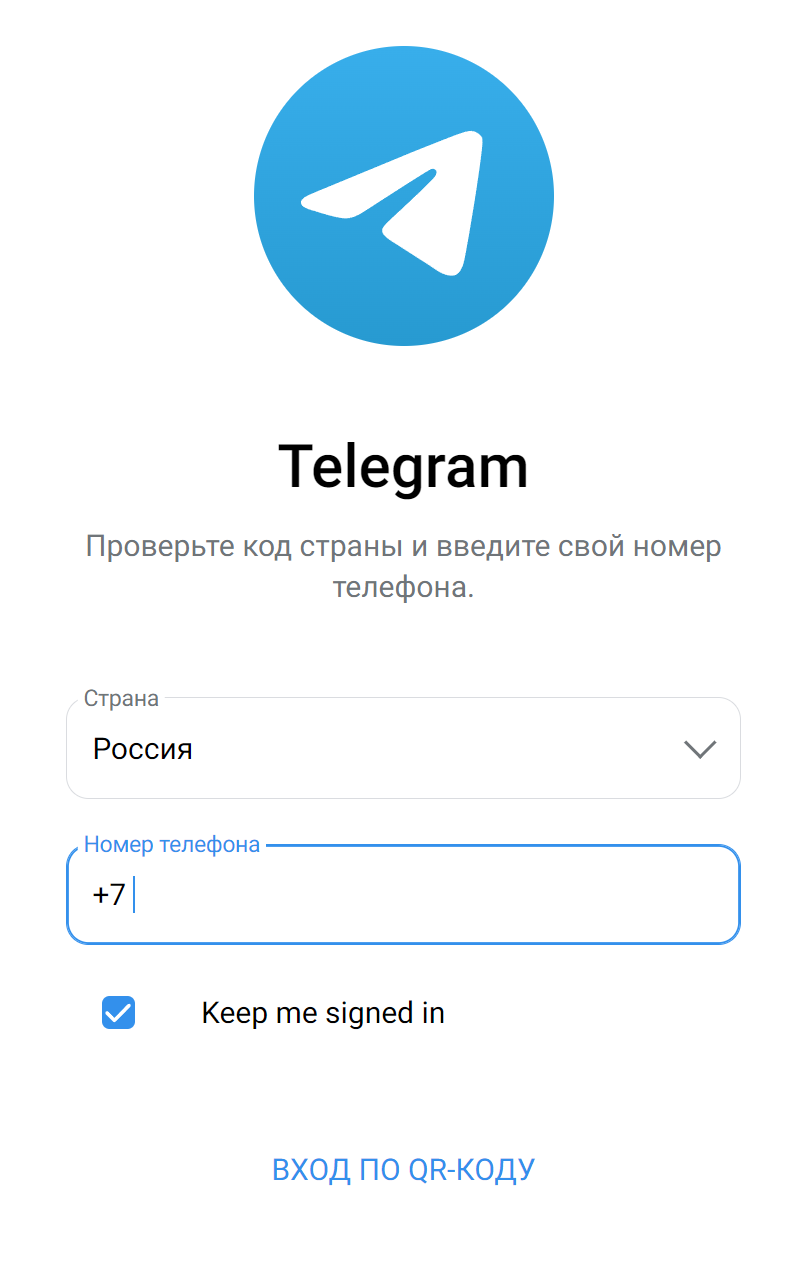 Telegram
Проверьте код страны и введите свой номер
телефона.
Страна
Россия
Номер телефона
+7
Keep me signed in
ВХОД ПО QR-КОДУ